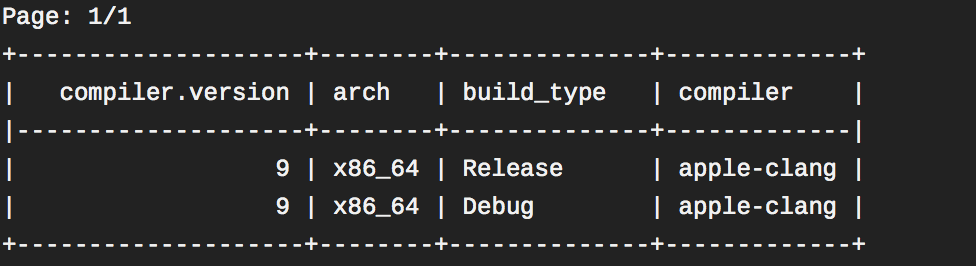 Page: 1/1
+--------------------+--------+--------------+-------------+
|   compiler.version | arch   | build_type   | compiler    |
|--------------------+--------+--------------+-------------|
|                  9 | x86_64 | Release      | apple-clang |
|                  9 | x86_64 | Debug        | apple-clang |
+--------------------+--------+--------------+-------------+